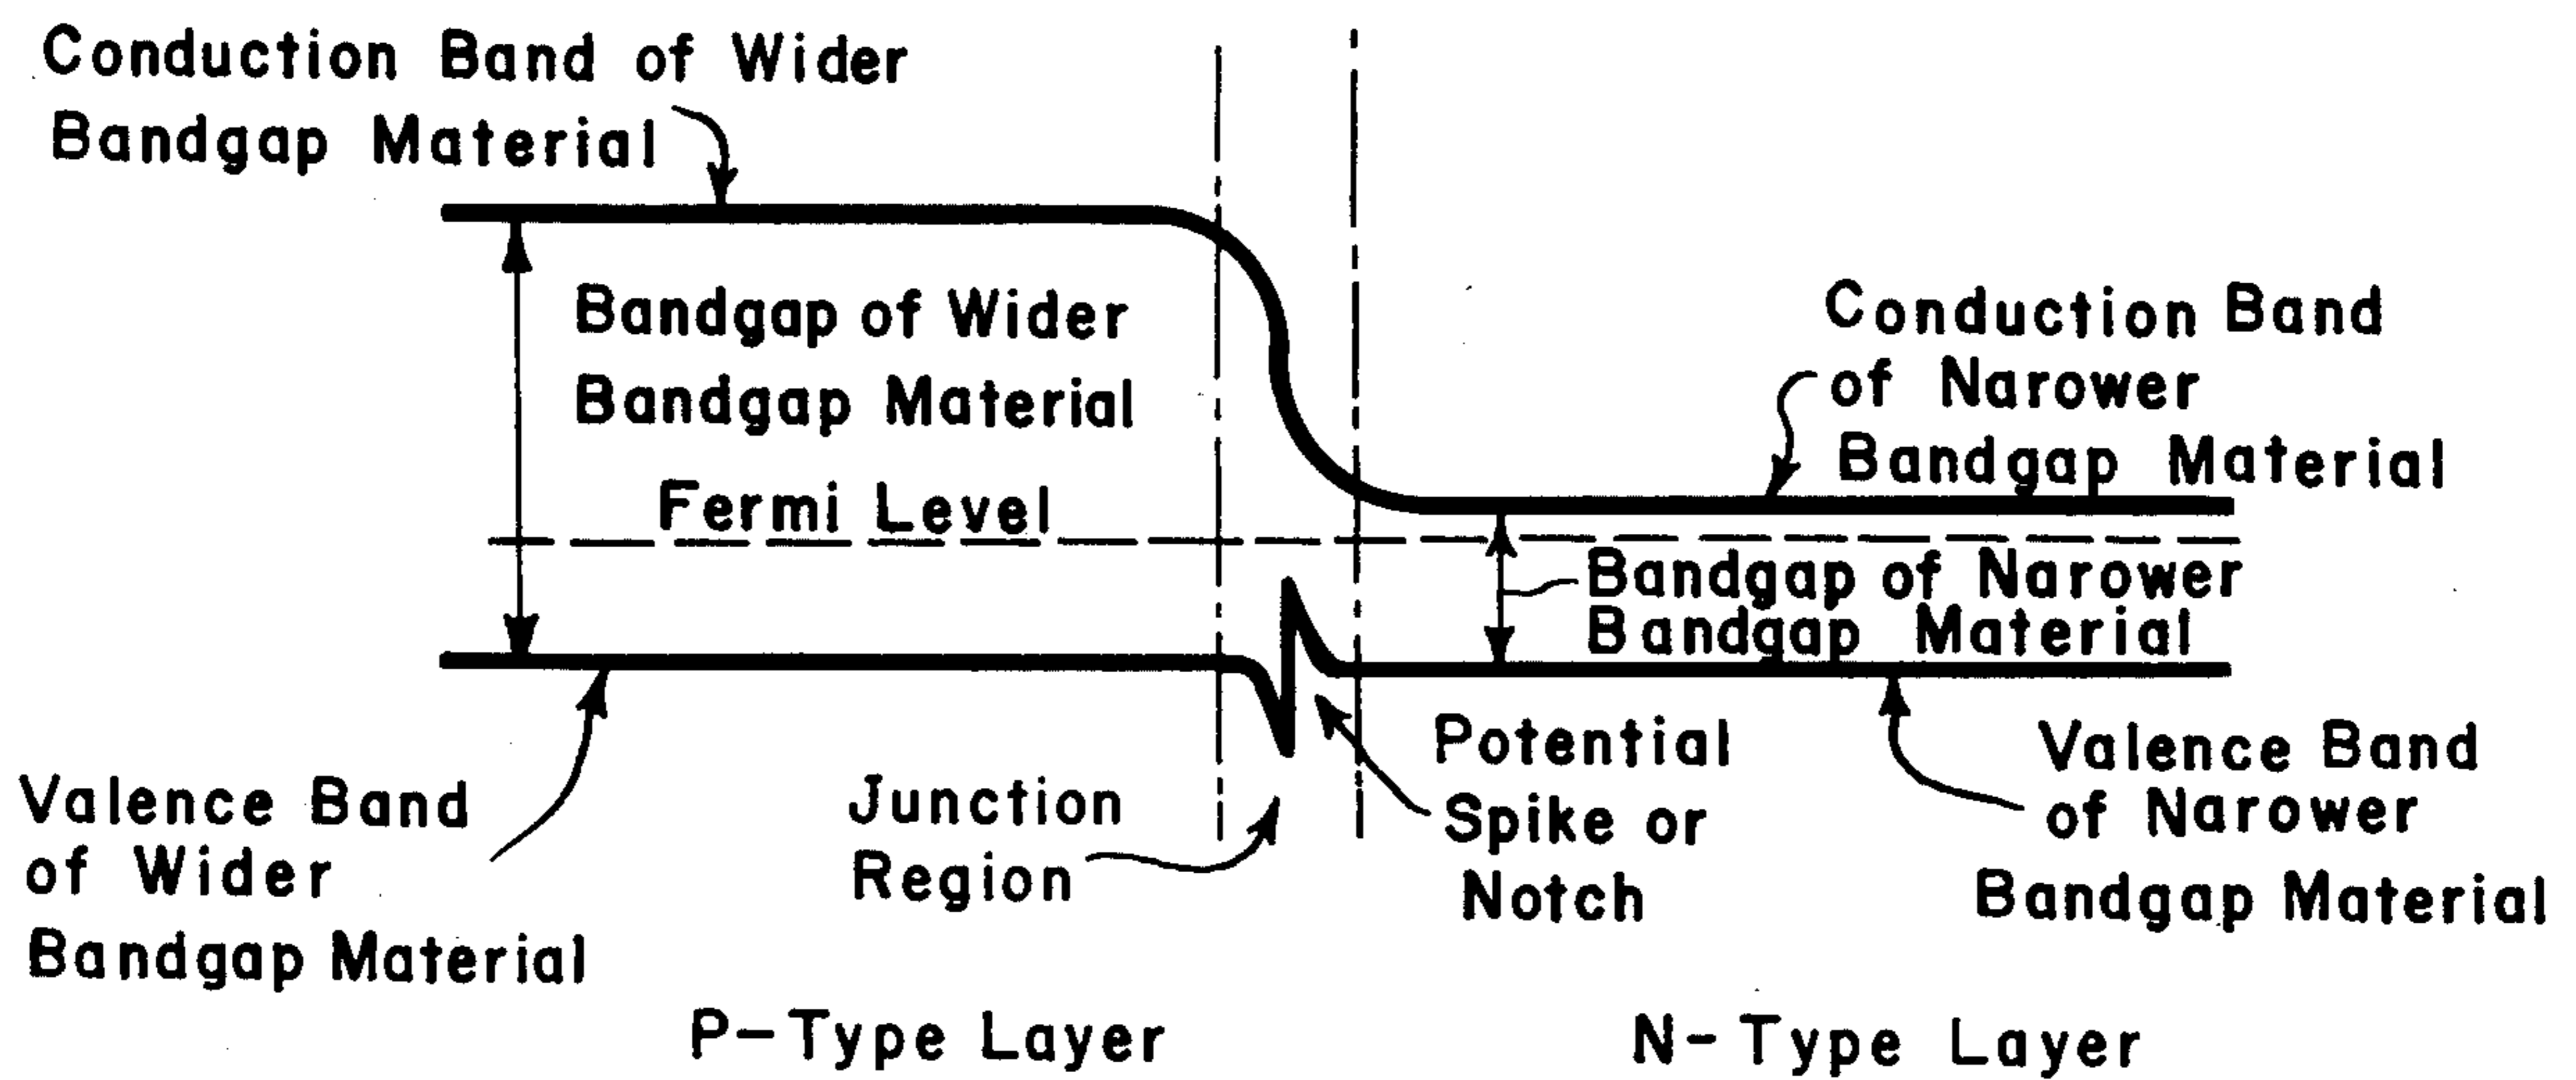 Conduction Band of Wider
Bandgap Material
Bandgap of Wider
Bandgap Material
Fermi Level
Conduction Band
of Narower
Bandgap Material
Bandgap of Narower
Bandgap Material
Valence Band
of Wider
Bandgap Material
Junction
Region
Potential
Spike or
Notch
Valence Band
of Narower
Bandgap Material
P-Type Layer
N-Type Layer